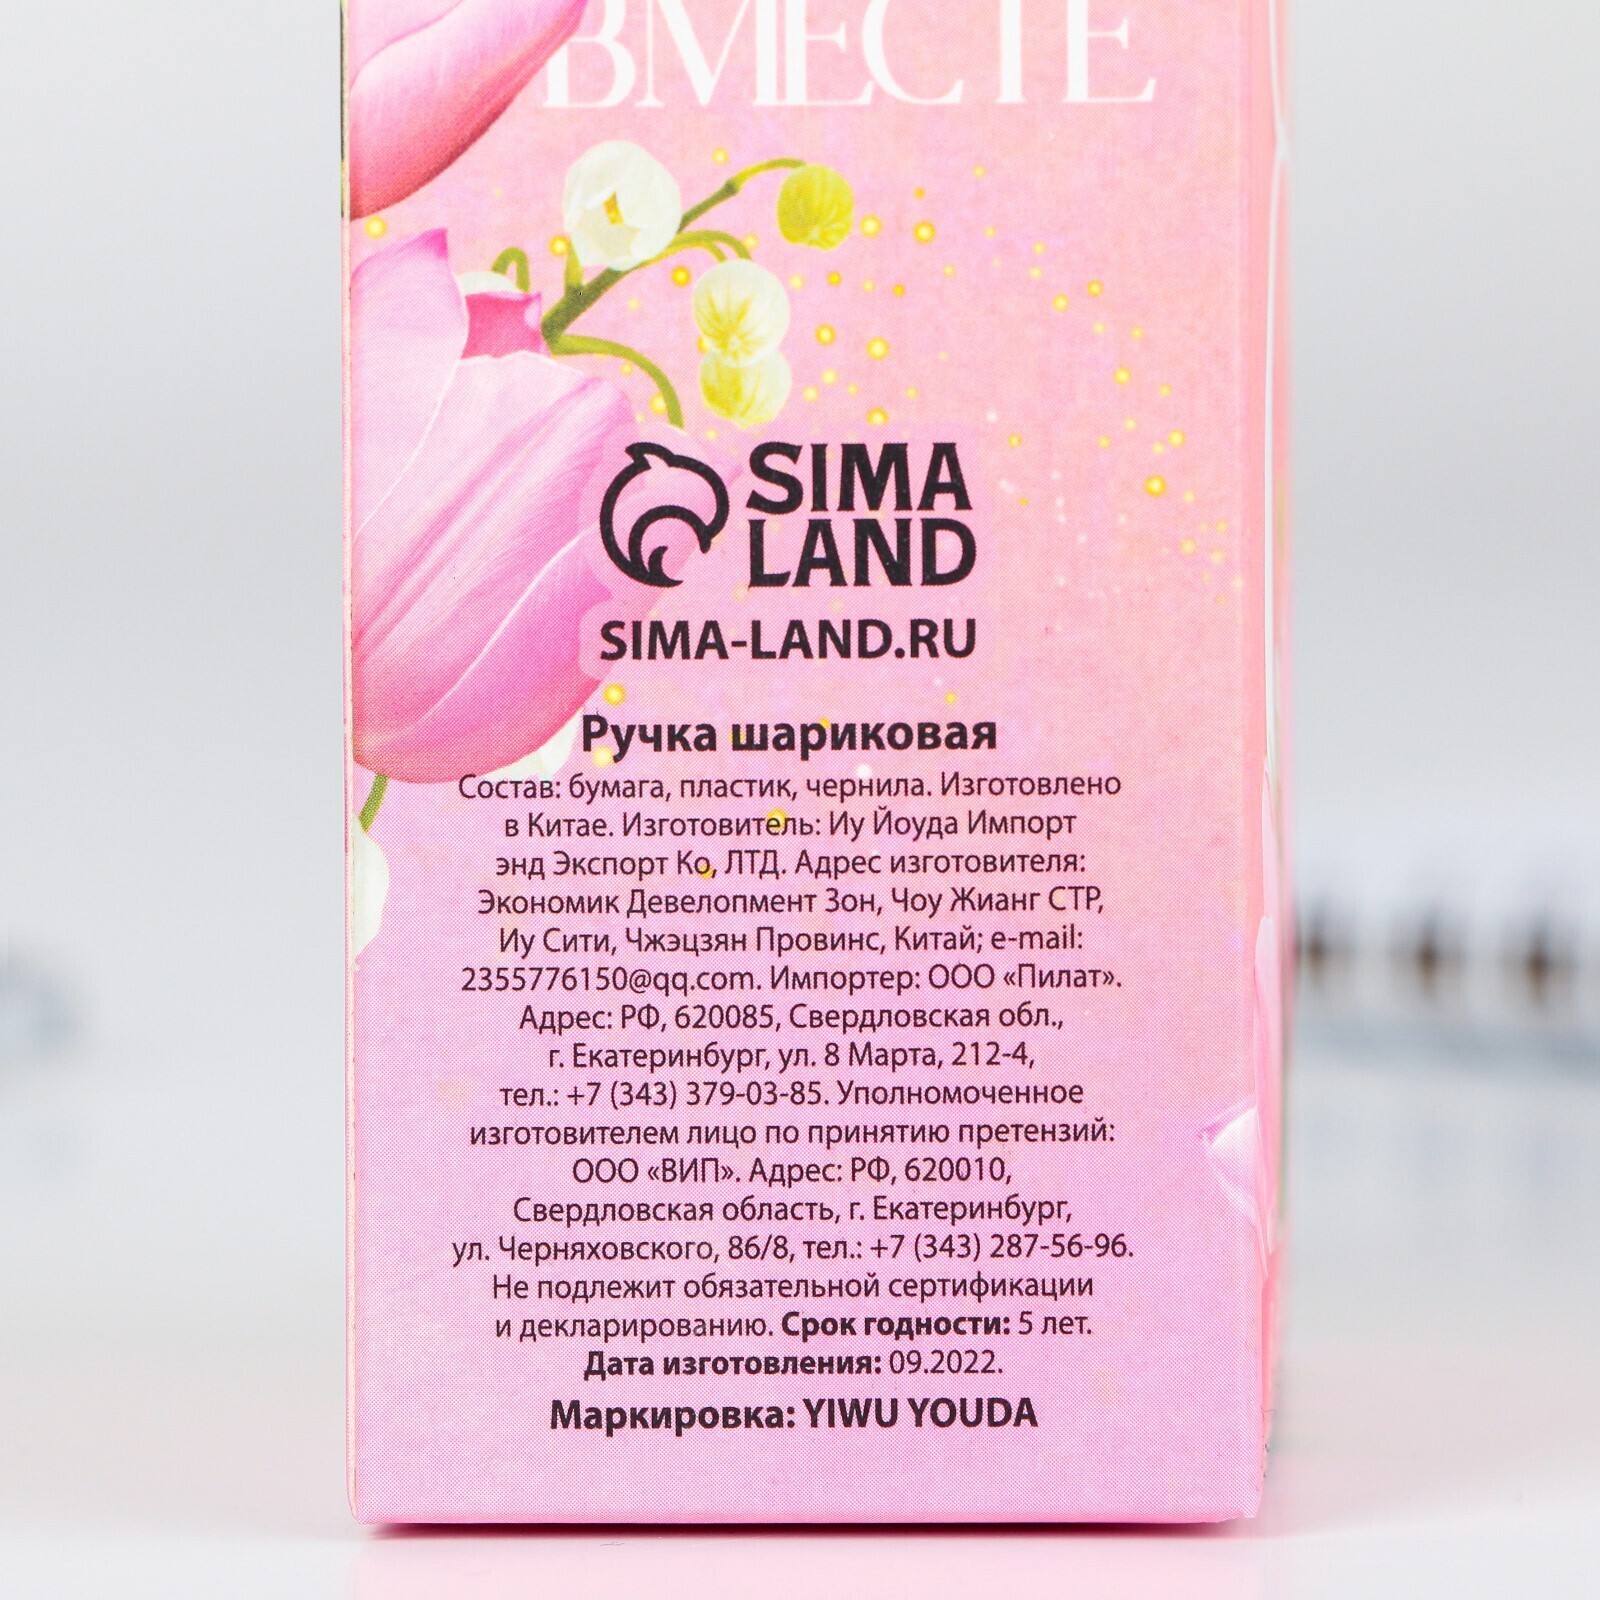 ВМЕСТЕ
SIMA
LAND
SIMA-LAND.RU
Ручка шариковая
Состав: бумага, пластик, чернила. Изготовлено
в Китае. Изготовитель: Иу Йоуда Импорт
энд Экспорт Ко, ЛТД. Адрес изготовителя:
Экономик Девелопмент Зон, Чоу Жианг СТР,
Иу Сити, Чжэцзян Провинс, Китай; e-mail:
2355776150@qq.com. Импортер: ООО «Пилат».
Адрес: РФ, 620085, Свердловская обл.,
г. Екатеринбург, ул. 8 Марта, 212-4,
тел.: +7 (343) 379-03-85. Уполномоченное
изготовителем лицо по принятию претензий:
ООО «ВИП». Адрес: РФ, 620010,
Свердловская область, г. Екатеринбург,
ул. Черняховского, 86/8, тел.: +7 (343) 287-56-96.
Не подлежит обязательной сертификации
и декларированию. Срок годности: 5 лет.
Дата изготовления: 09.2022.
Маркировка: YIWU YOUDA